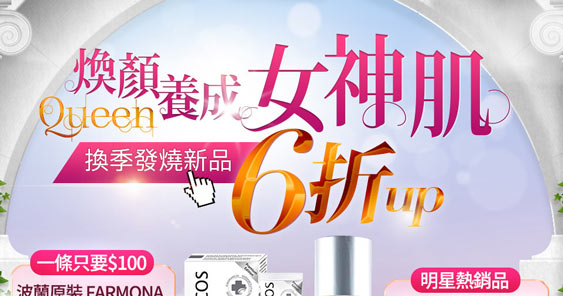 煥顏養成女神肌
Queen
換季發燒新品
6折up
一條只要$100
波蘭原裝 FARMONA
COS
明星熱銷品